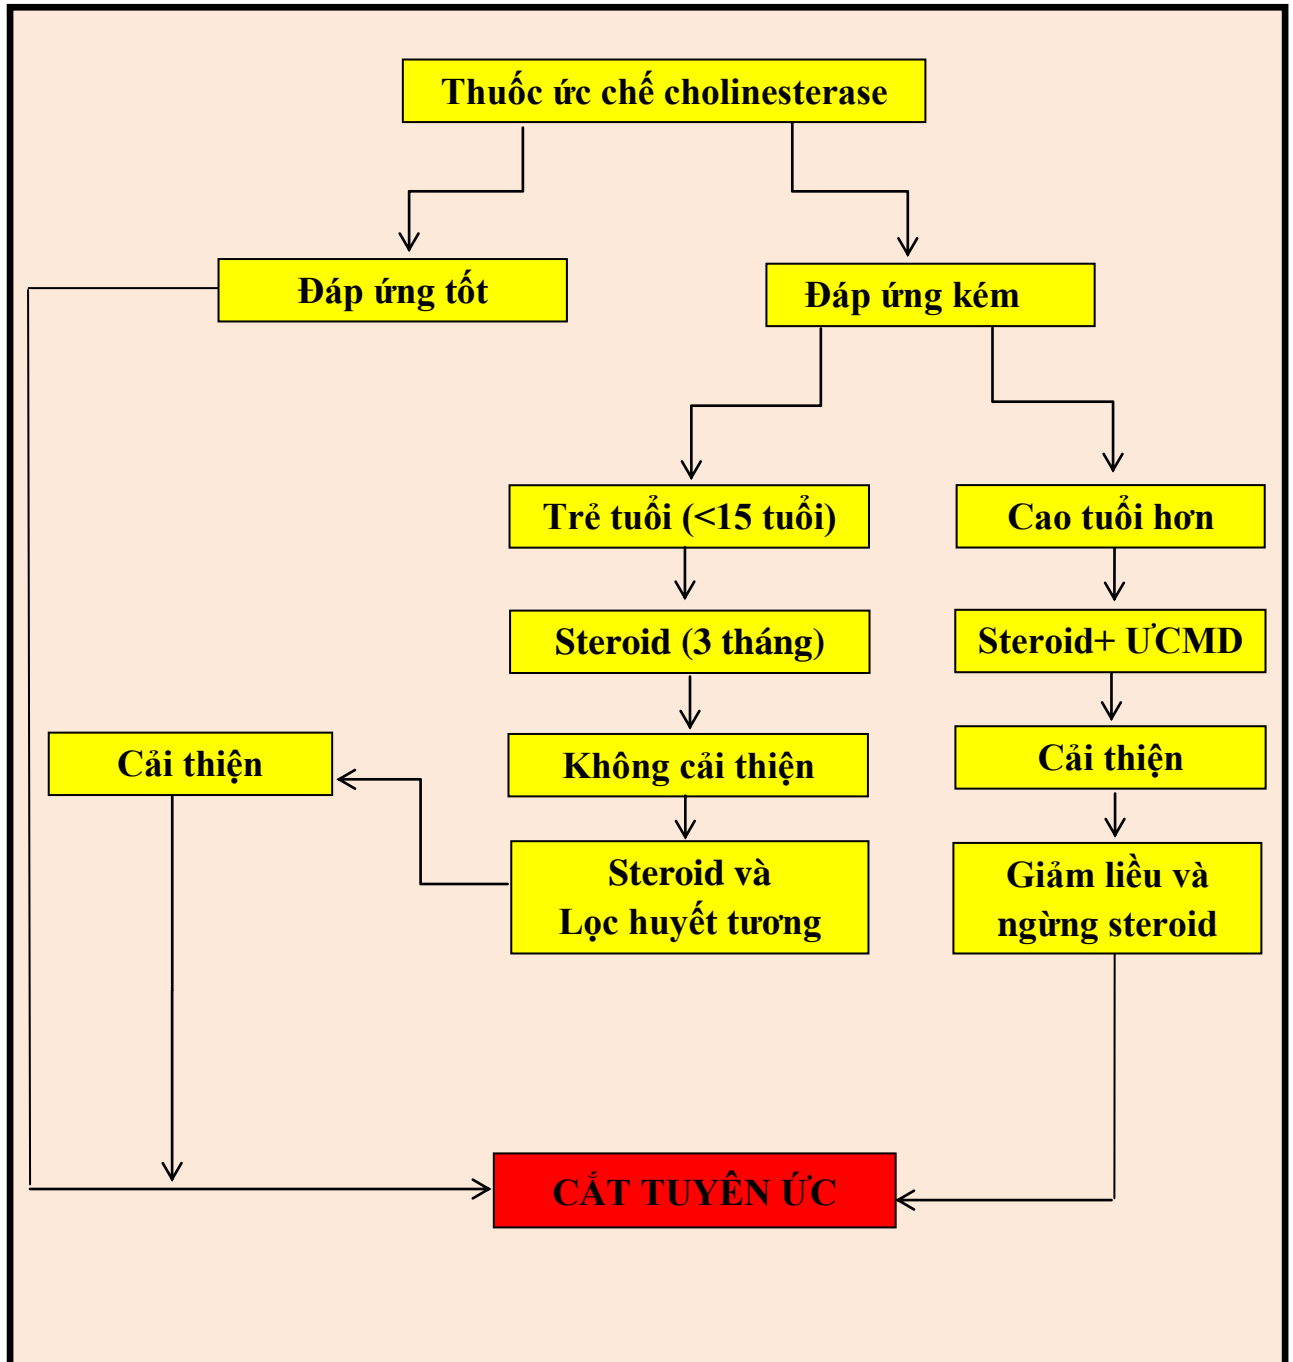 Thuốc ức chế cholinesterase
Đáp ứng tốt
Đáp ứng kém
Trẻ tuổi (<15 tuổi)
Cao tuổi hơn
Steroid (3 tháng)
Steroid+ ƯCMD
Cải thiện
Không cải thiện
Cải thiện
Steroid và
Lọc huyết tương
Giảm liều và
ngừng steroid
CẮT TUYÊN ỨC